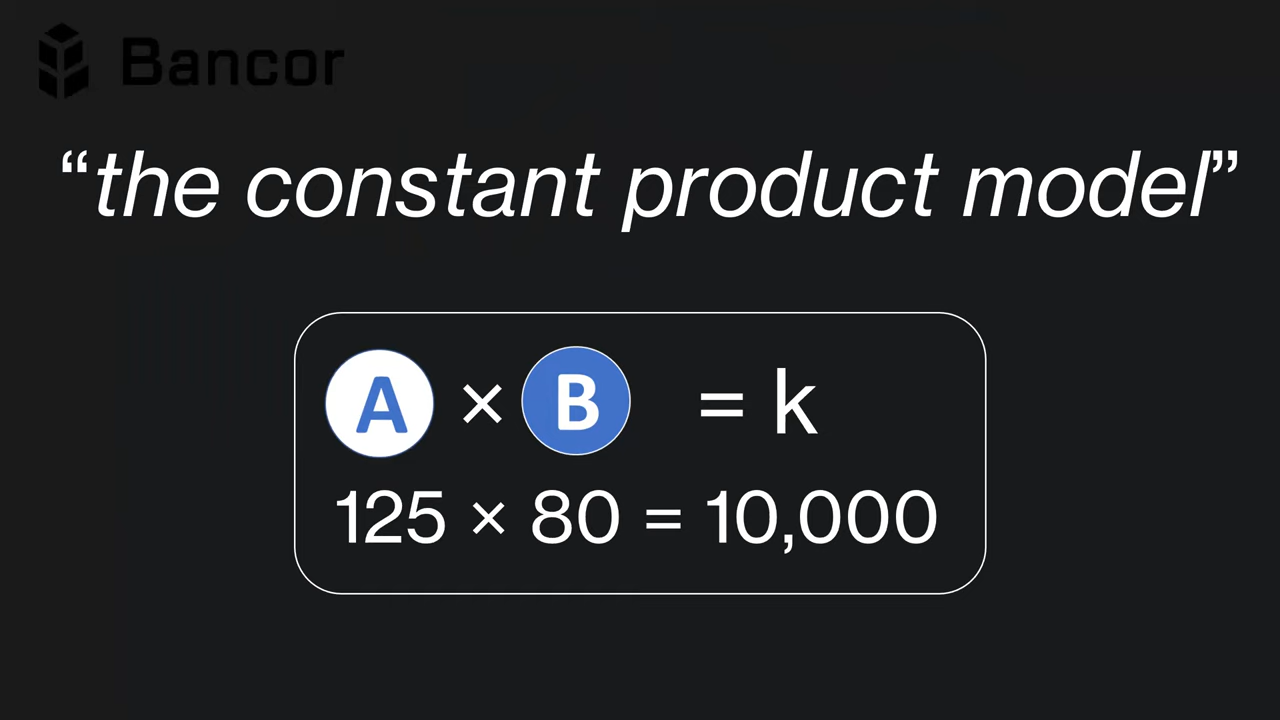 Bancor
“the constant product model”
A × B = k
125 × 80 = 10,000